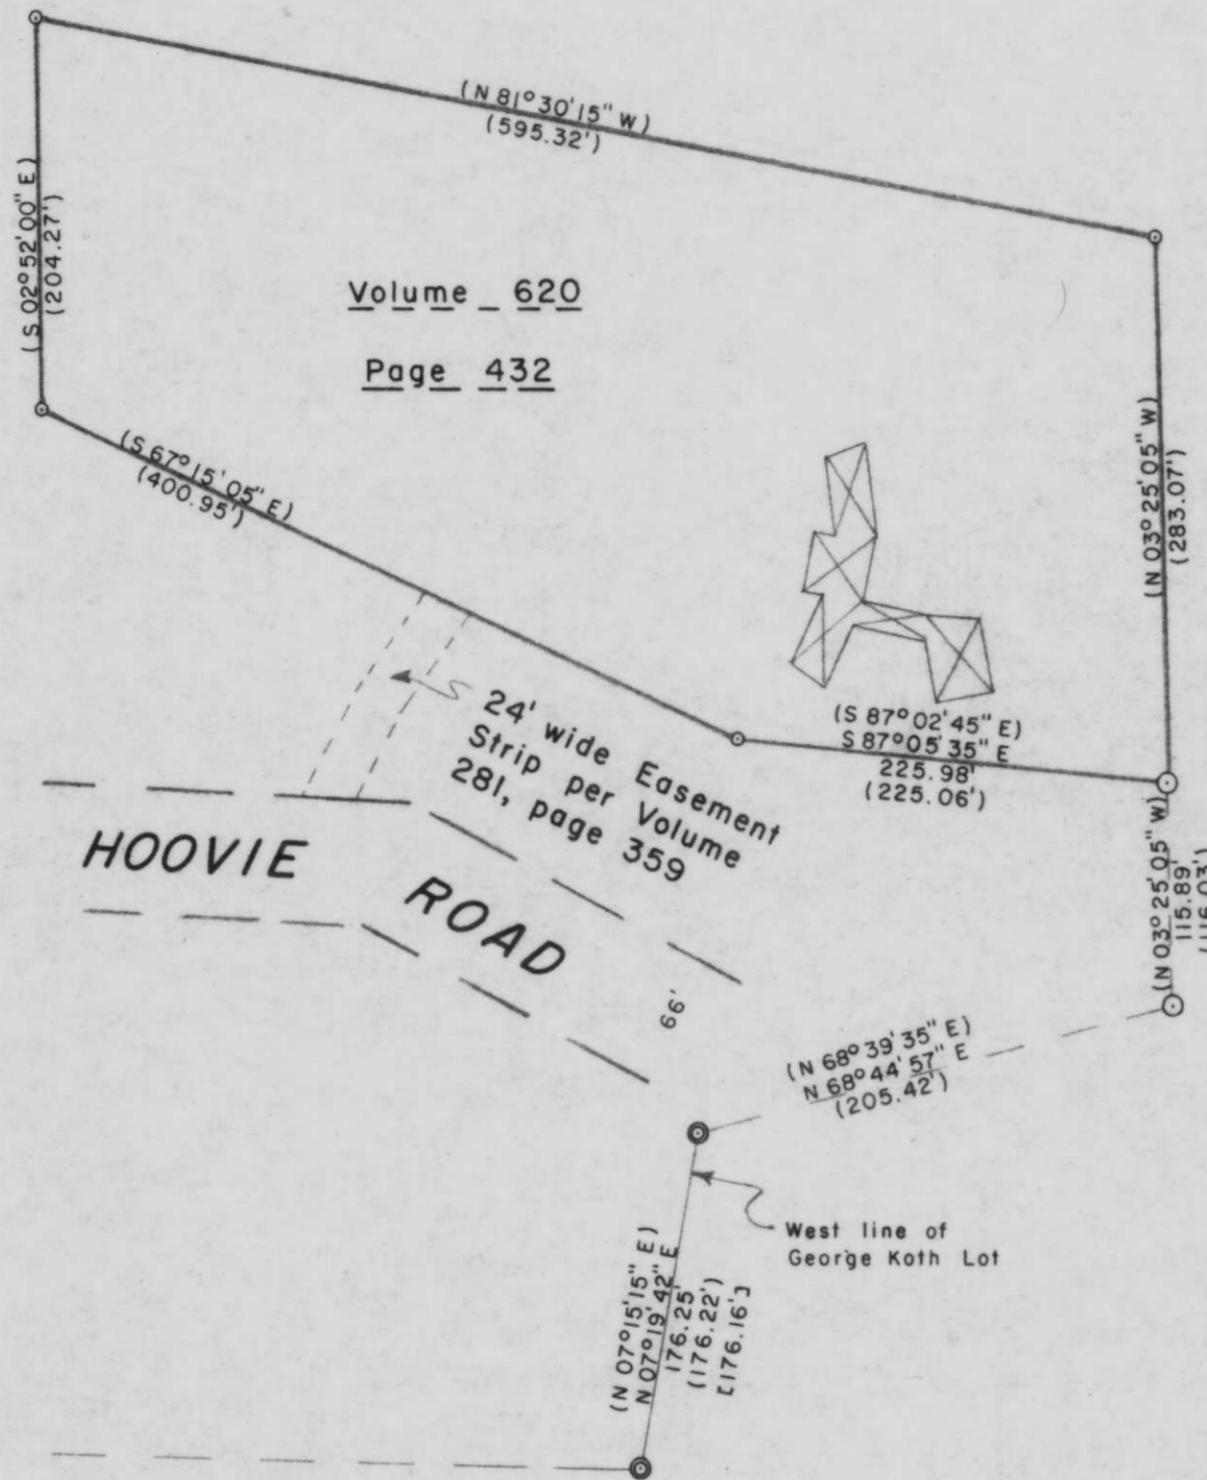 (N 81°30'15" W)
(595.32')
(S 02°52'00" E)
(204.27')
Volume 620
Page 432
(S 67°15'05" E)
(400.95')
(N 03°25'05" W)
(283.07')
24' wide Easement
Strip per Volume
281, page 359
(S 87°02'45" E)
S 87°05'35" E
225.98'
(225.06')
HOOVIE ROAD
(N 03°25'05" W)
115.89'
(116.03')
66'
(N 68°39'35" E)
N 68°44'57" E
(205.42')
West line of
George Koth Lot
(N 07°15'15" E)
N 07°19'42" E
176.25'
(176.22')
[176.16']